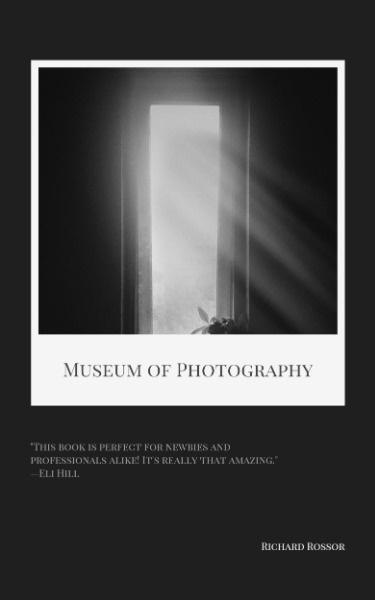 Museum of Photography
"This book is perfect for newbies and
professionals alike! It's really that amazing."
—Eli Hill
Richard Rossor